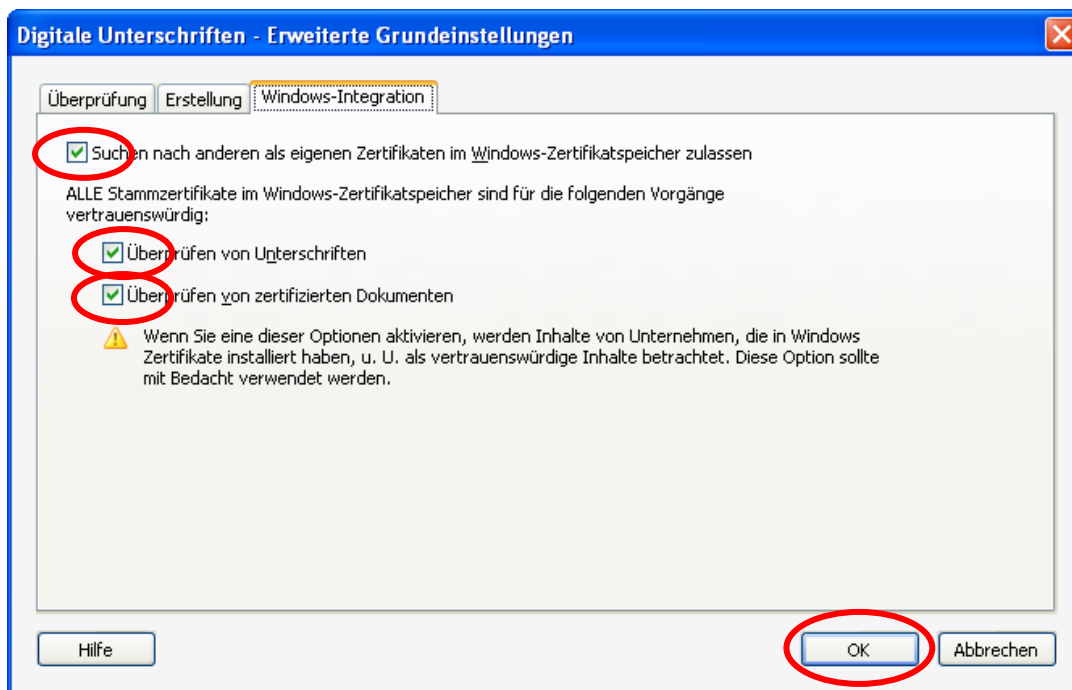 Digitale Unterschriften - Erweiterte Grundeinstellungen
Überprüfung Erstellung Windows-Integration
Suchen nach anderen als eigenen Zertifikaten im Windows-Zertifikatspeicher zulassen
ALLE Stammzertifikate im Windows-Zertifikatspeicher sind für die folgenden Vorgänge
vertrauenswürdig:
Überprüfen von Unterschriften
Überprüfen von zertifizierten Dokumenten
Wenn Sie eine dieser Optionen aktivieren, werden Inhalte von Unternehmen, die in Windows
Zertifikate installiert haben, u. U. als vertrauenswürdige Inhalte betrachtet. Diese Option sollte
mit Bedacht verwendet werden.
Hilfe OK Abbrechen